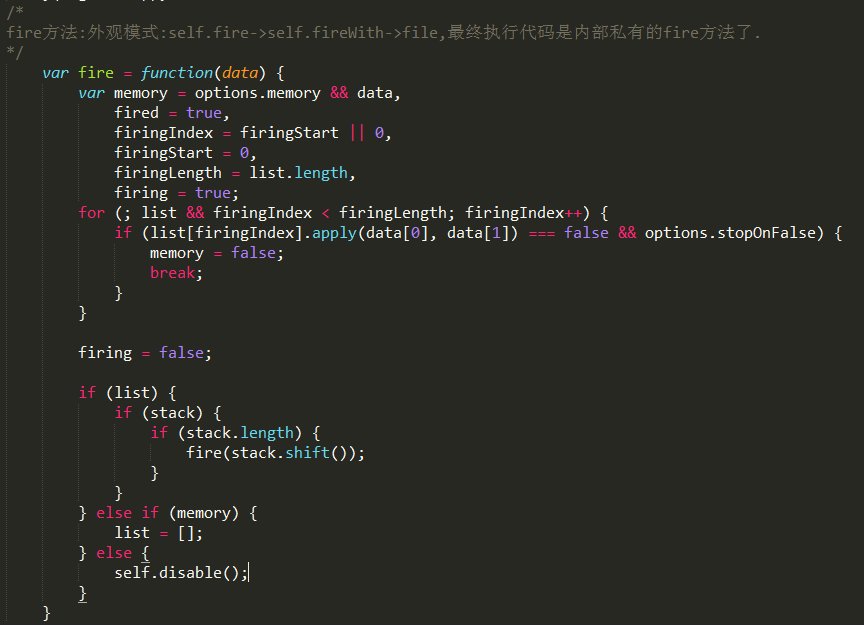 /*
fire方法:外观模式:self.fire->self.fireWith->file,最终执行代码是内部私有的fire方法了.
*/
    var fire = function(data) {
        var memory = options.memory && data,
            fired = true,
            firingIndex = firingStart || 0,
            firingStart = 0,
            firingLength = list.length,
            firing = true;
        for (; list && firingIndex < firingLength; firingIndex++) {
            if (list[firingIndex].apply(data[0], data[1]) === false && options.stopOnFalse) {
                memory = false;
                break;
            }
        }

        firing = false;

        if (list) {
            if (stack) {
                if (stack.length) {
                    fire(stack.shift());
                }
            }
        } else if (memory) {
            list = [];
        } else {
            self.disable();
        }
    }